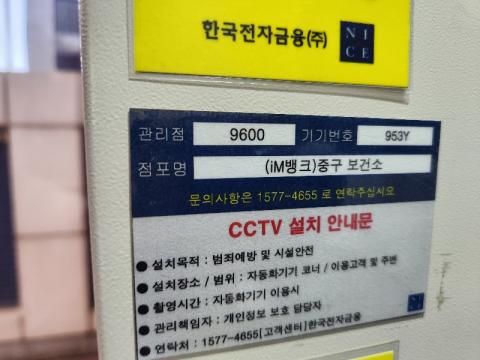 한국전자금융(주)
NICE
관리점 9600 기기번호 953Y
점포명 (iM뱅크)중구 보건소
문의사항은 1577-4655 로 연락주십시오
CCTV 설치 안내문
● 설치목적 : 범죄예방 및 시설안전
● 설치장소 / 범위 : 자동화기기 코너 / 이용고객 및 주변
● 촬영시간 : 자동화기기 이용시
● 관리책임자 : 개인정보 보호 담당자
● 연락처 : 1577-4655[고객센터]한국전자금융